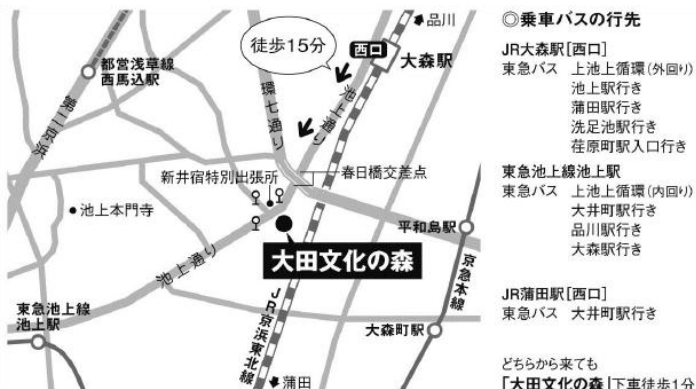 品川
徒歩15分
西口
大森駅
都営浅草線
西馬込駅
第二京浜
環七通り
池上通り
新井宿特別出張所
春日橋交差点
池上本門寺
平和島駅
大田文化の森
池上通り
京急本線
東急池上線
池上駅
JR京浜東北線
大森町駅
蒲田
◎乗車バスの行先
JR大森駅[西口]
東急バス 上池上循環(外回り)
池上駅行き
蒲田駅行き
洗足池駅行き
荏原町駅入口行き
東急池上線池上駅
東急バス 上池上循環(内回り)
大井町駅行き
品川駅行き
大森駅行き
JR蒲田駅[西口]
東急バス 大井町駅行き
どちらから来ても
「大田文化の森」下車徒歩1分